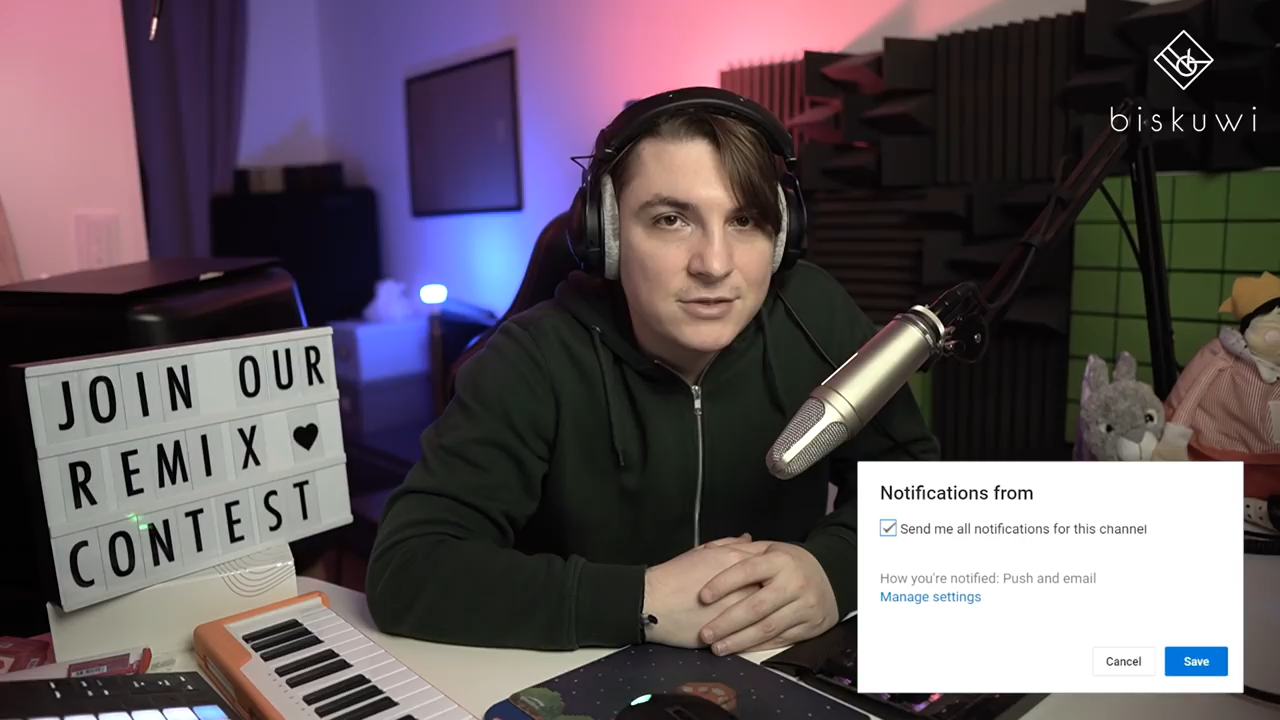 biskuwi
JOIN OUR
REMIX ♥
CONTEST
Notifications from
Send me all notifications for this channel
How you're notified: Push and email
Manage settings
Cancel
Save